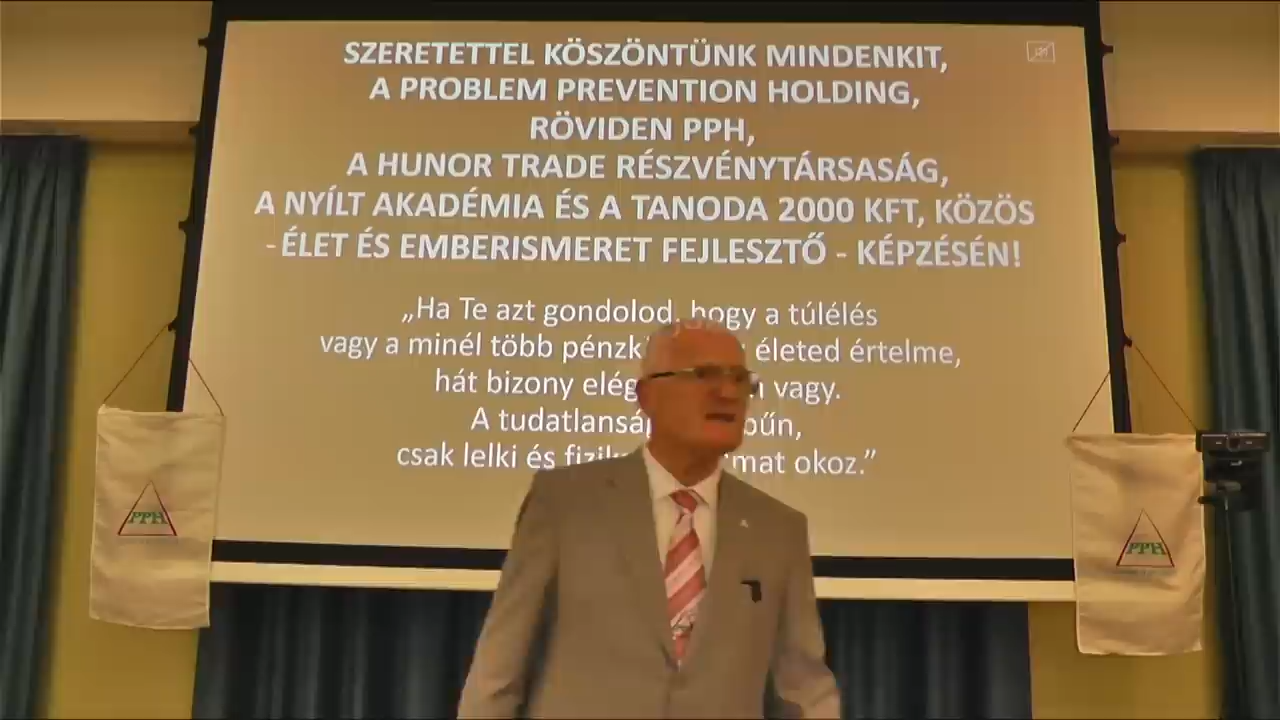 SZERETETTEL KÖSZÖNTÜNK MINDENKIT,
A PROBLEM PREVENTION HOLDING,
RÖVIDEN PPH,
A HUNOR TRADE RÉSZVÉNYTÁRSASÁG,
A NYÍLT AKADÉMIA ÉS A TANODA 2000 KFT, KÖZÖS
- ÉLET ÉS EMBERISMERET FEJLESZTŐ - KÉPZÉSÉN!
„Ha Te azt gondolod, hogy a túlélés
vagy a minél több életed értelme,
hát bizony vagy.
A
csak lelki és okoz.”
PPH
PPH